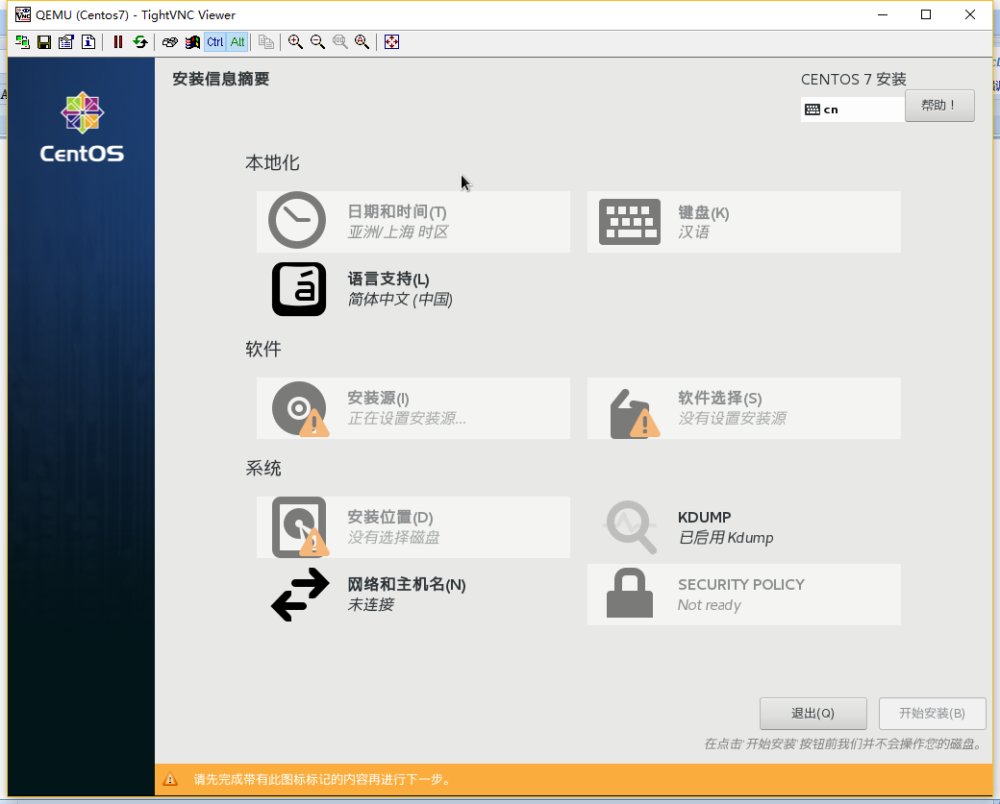 QEMU (Centos7) - TightVNC Viewer
Ctrl Alt
CentOS
安装信息摘要
CENTOS 7 安装
cn
帮助！
本地化
日期和时间(T)
亚洲/上海 时区
键盘(K)
汉语
语言支持(L)
简体中文 (中国)
软件
安装源(I)
正在设置安装源...
软件选择(S)
没有设置安装源
系统
安装位置(D)
没有选择磁盘
KDUMP
已启用 Kdump
网络和主机名(N)
未连接
SECURITY POLICY
Not ready
退出(Q)
开始安装(B)
在点击'开始安装'按钮前我们并不会操作您的磁盘。
请先完成带有此图标标记的内容再进行下一步。